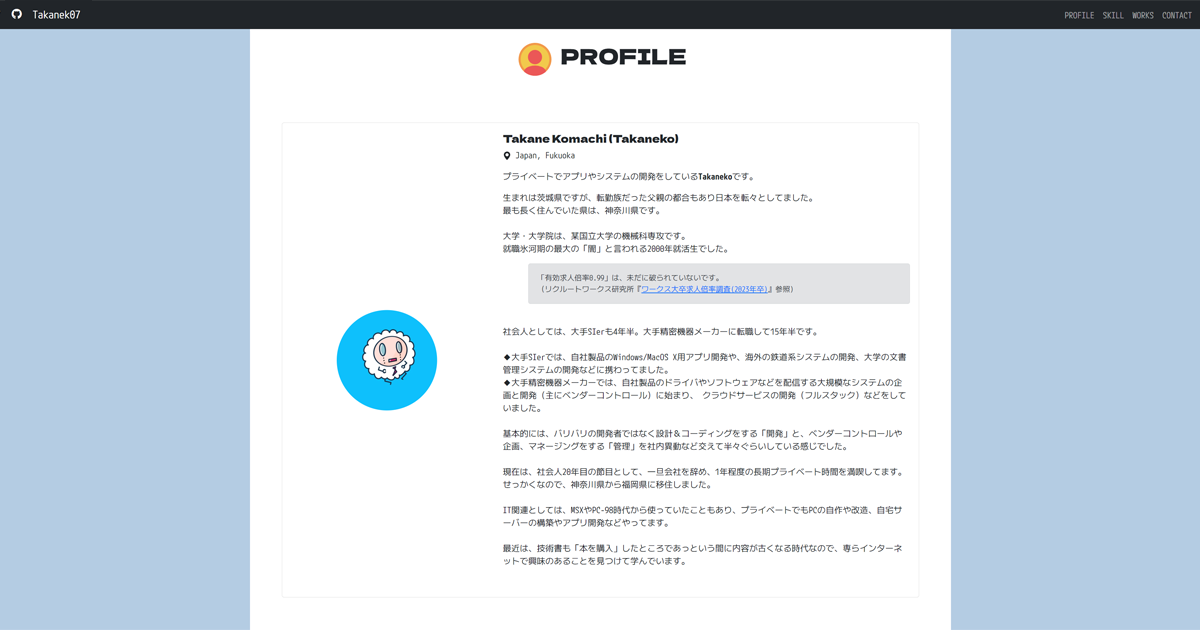 Takanek07
PROFILE SKILL WORKS CONTACT
PROFILE
Takane Komachi (Takaneko)
Japan, Fukuoka
プライベートでアプリやシステムの開発をしているTakanekoです。
生まれは茨城県ですが、転勤族だった父親の都合もあり日本を転々としてました。
最も長く住んでいた県は、神奈川県です。
大学・大学院は、某国立大学の機械科専攻です。
就職氷河期の最大の「闇」と言われる2000年就活生でした。
「有効求人倍率0.99」は、未だに破られていないです。
(リクルートワークス研究所『ワークス大卒求人倍率調査(2023年卒)』参照)
社会人としては、大手SIerも4年半。大手精密機器メーカーに転職して15年半です。
◆大手SIerでは、自社製品のWindows/MacOS X用アプリ開発や、海外の鉄道系システムの開発、大学の文書
管理システムの開発などに携わってました。
◆大手精密機器メーカーでは、自社製品のドライバやソフトウェアなどを配信する大規模なシステムの企
画と開発（主にベンダーコントロール）に始まり、 クラウドサービスの開発（フルスタック）などをして
いました。
基本的には、バリバリの開発者ではなく設計＆コーディングをする「開発」と、ベンダーコントロールや
企画、マネージングをする「管理」を社内異動など交えて半々ぐらいしている感じでした。
現在は、社会人20年目の節目として、一旦会社を辞め、1年程度の長期プライベート時間を満喫してます。
せっかくなので、神奈川県から福岡県に移住しました。
IT関連としては、MSXやPC-98時代から使っていたこともあり、プライベートでもPCの自作や改造、自宅サ
ーバーの構築やアプリ開発などやってます。
最近は、技術書も「本を購入」したところであっという間に内容が古くなる時代なので、専らインターネ
ットで興味のあることを見つけて学んでいます。